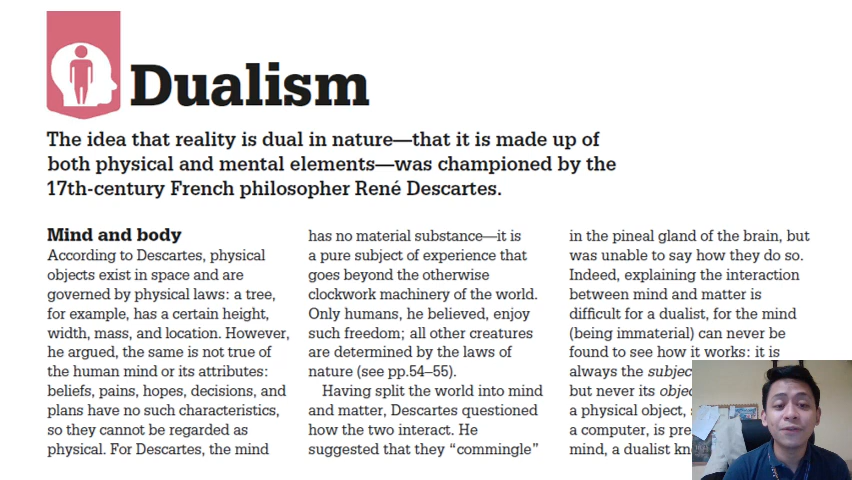 Dualism
The idea that reality is dual in nature—that it is made up of
both physical and mental elements—was championed by the
17th-century French philosopher René Descartes.
Mind and body
According to Descartes, physical
objects exist in space and are
governed by physical laws: a tree,
for example, has a certain height,
width, mass, and location. However,
he argued, the same is not true of
the human mind or its attributes:
beliefs, pains, hopes, decisions, and
plans have no such characteristics,
so they cannot be regarded as
physical. For Descartes, the mind
has no material substance—it is
a pure subject of experience that
goes beyond the otherwise
clockwork machinery of the world.
Only humans, he believed, enjoy
such freedom; all other creatures
are determined by the laws of
nature (see pp.54–55).
Having split the world into mind
and matter, Descartes questioned
how the two interact. He
suggested that they “commingle”
in the pineal gland of the brain, but
was unable to say how they do so.
Indeed, explaining the interaction
between mind and matter is
difficult for a dualist, for the mind
(being immaterial) can never be
found to see how it works: it is
always the
but never its
a physical object,
a computer, is
mind, a dualist